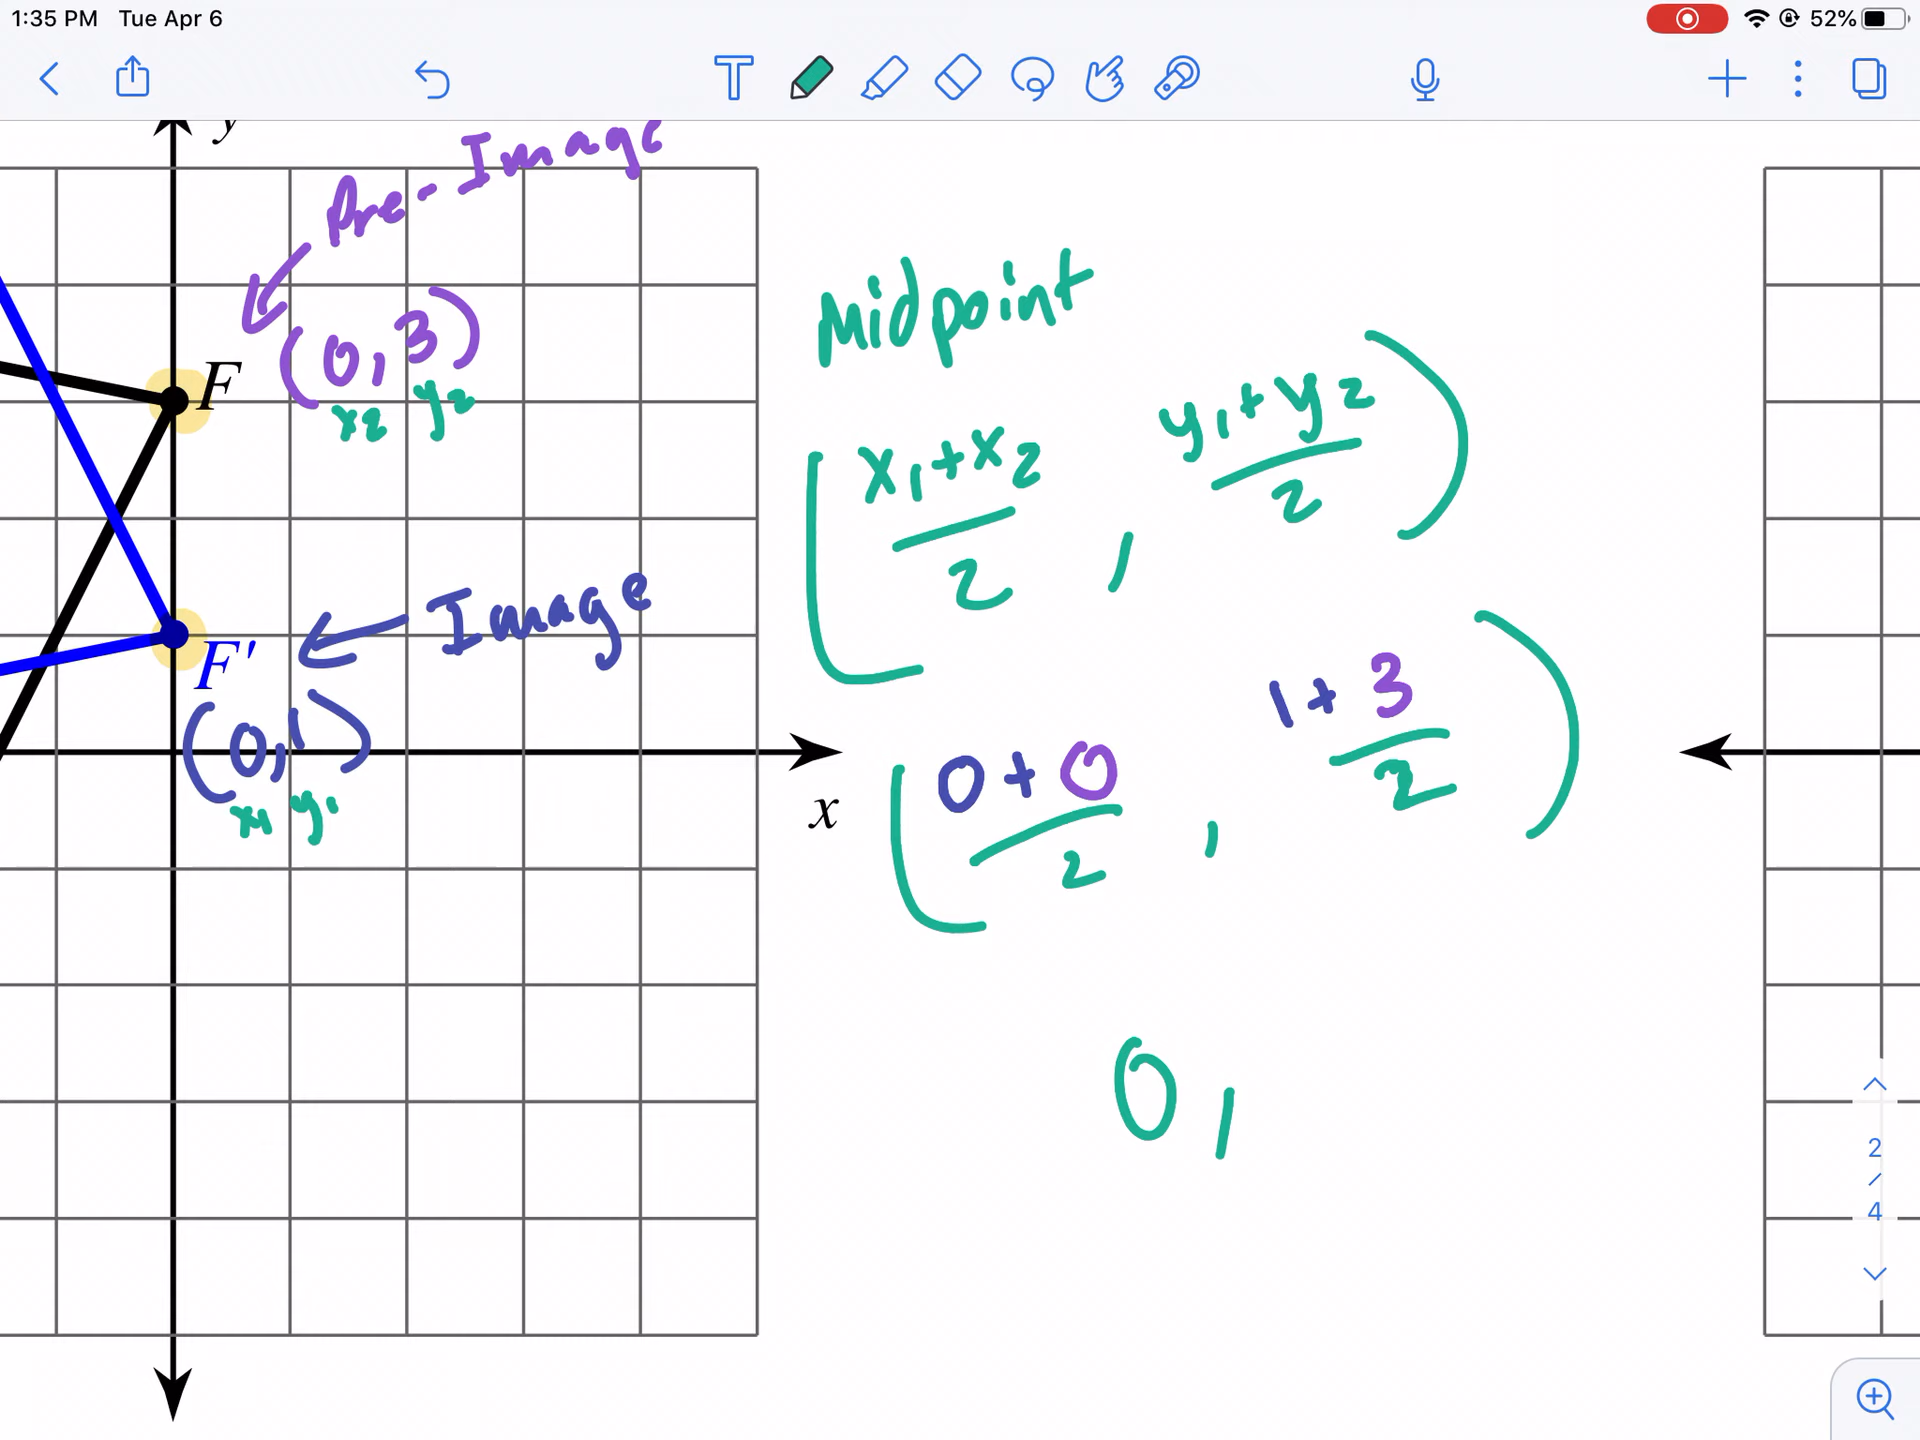 1:35 PM Tue Apr 6
52%
T
y
Pre-Image
(0,3)
x2 y2
F
Image
F'
(0,1)
x1 y1
x
Midpoint
[x1+x2/2, y1+y2/2)
[0+0/2, 1+3/2)
0,
2
/
4